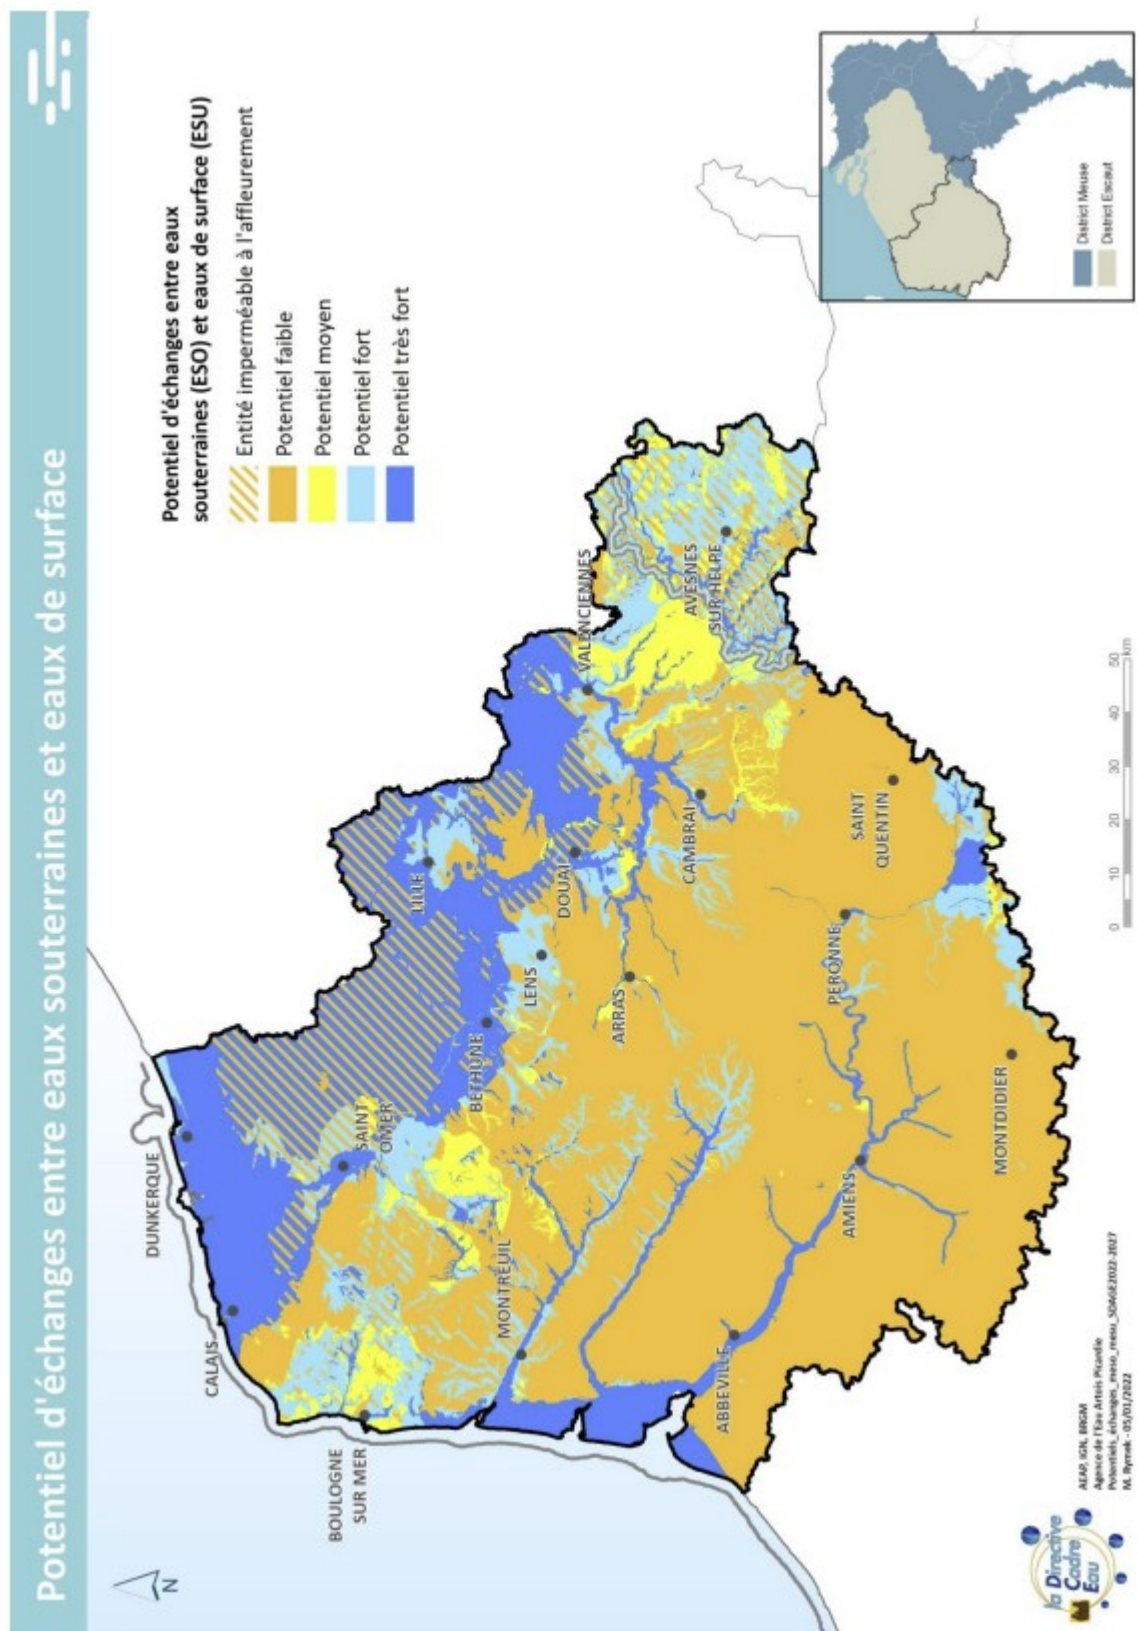 Potentiel d'échanges entre eaux souterraines et eaux de surface
Potentiel d'échanges entre eaux
souterraines (ESO) et eaux de surface (ESU)
Entité imperméable à l'affleurement
Potentiel faible
Potentiel moyen
Potentiel fort
Potentiel très fort
N
DUNKERQUE
CALAIS
BOULOGNE
SUR MER
SAINT
OMER
LILLE
BETHUNE
LENS
MONTREUIL
DOUAI
VALENCIENNES
ARRAS
CAMBRAI
AVESNES
SUR HELPE
ABBEVILLE
AMIENS
PERONNE
SAINT
QUENTIN
MONTDIDIER
District Meuse
District Escaut
0 10 20 30 40 50
km
la Directive
Cadre
Eau
AEAP, IGN, BRGM
Agence de l'Eau Artois Picardie
Potentiels_échanges_meso_mesu_SDAGE2022-2027
M. Rymek - 05/01/2022